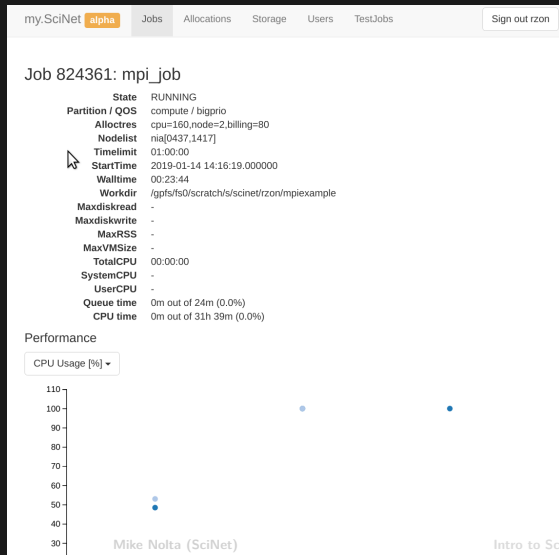 my.SciNet alpha Jobs Allocations Storage Users TestJobs Sign out rzon
Job 824361: mpi_job
State RUNNING
Partition / QOS compute / bigprio
Alloctres cpu=160,node=2,billing=80
Nodelist nia[0437,1417]
Timelimit 01:00:00
StartTime 2019-01-14 14:16:19.000000
Walltime 00:23:44
Workdir /gpfs/fs0/scratch/s/scinet/rzon/mpiexample
Maxdiskread -
Maxdiskwrite -
MaxRSS -
MaxVMSize -
TotalCPU 00:00:00
SystemCPU -
UserCPU -
Queue time 0m out of 24m (0.0%)
CPU time 0m out of 31h 39m (0.0%)
Performance
CPU Usage [%]
110
100
90
80
70
60
50
40
30
Mike Nolta (SciNet) Intro to Sc